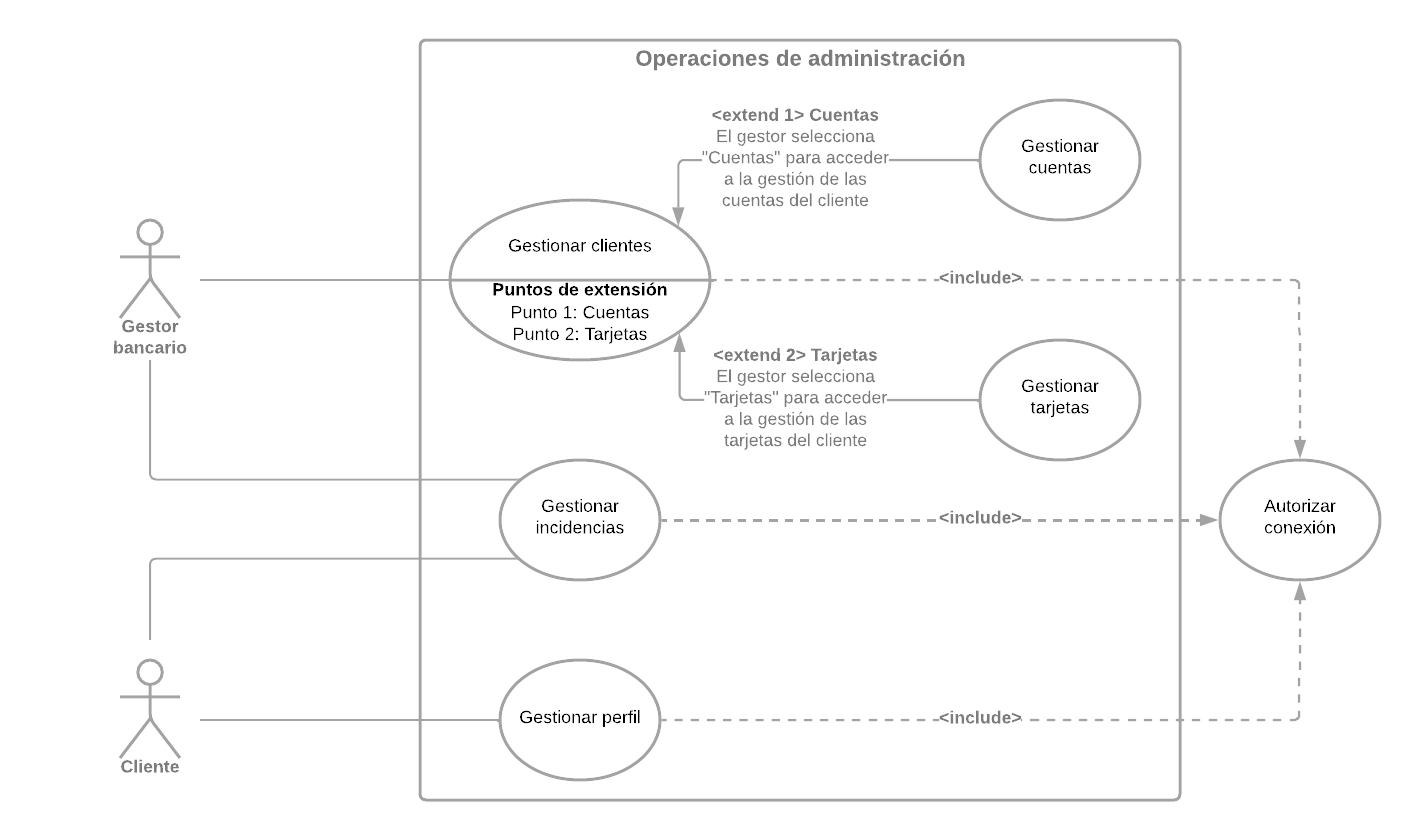 Operaciones de administración
<extend 1> Cuentas
El gestor selecciona
"Cuentas" para acceder
a la gestión de las
cuentas del cliente
Gestionar
cuentas
Gestionar clientes
Puntos de extensión
Punto 1: Cuentas
Punto 2: Tarjetas
<include>
Gestor
bancario
<extend 2> Tarjetas
El gestor selecciona
"Tarjetas" para acceder
a la gestión de las
tarjetas del cliente
Gestionar
tarjetas
Gestionar
incidencias
<include>
Autorizar
conexión
Gestionar perfil
<include>
Cliente